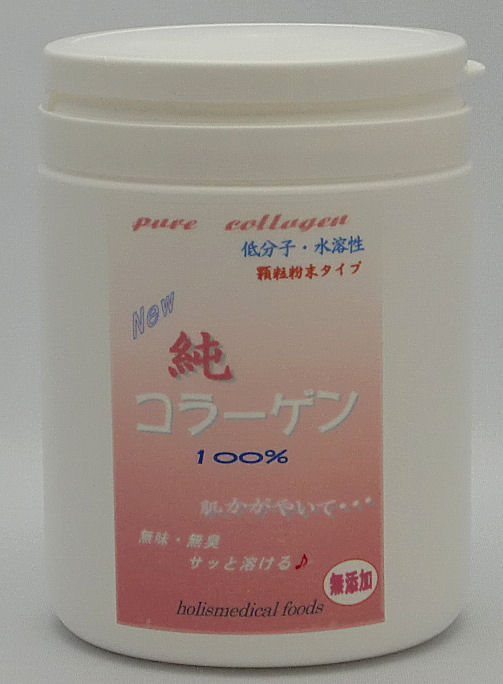 pure collagen
低分子・水溶性
顆粒粉末タイプ
New
純
コラーゲン
100%
肌かがやいて・・・
無味・無臭
サッと溶ける♪
無添加
holismedical foods